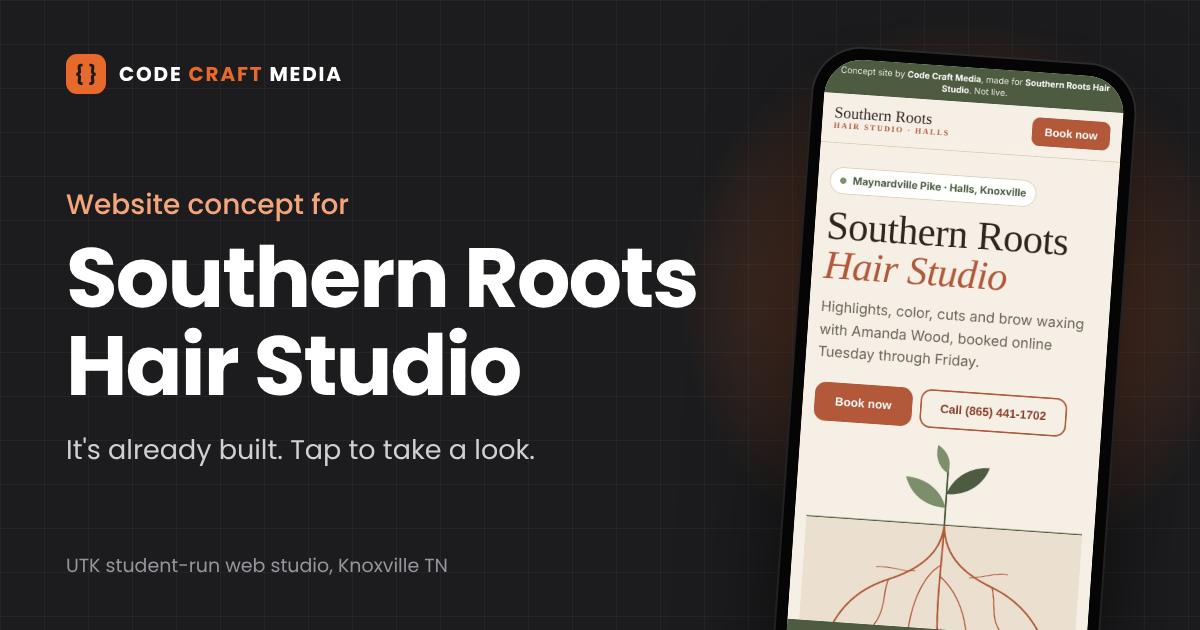 { } CODE CRAFT MEDIA
Website concept for
Southern Roots
Hair Studio
It's already built. Tap to take a look.
UTK student-run web studio, Knoxville TN
Concept site by Code Craft Media, made for Southern Roots Hair
Studio. Not live.
Southern Roots
HAIR STUDIO · HALLS
Book now
Maynardville Pike · Halls, Knoxville
Southern Roots
Hair Studio
Highlights, color, cuts and brow waxing
with Amanda Wood, booked online
Tuesday through Friday.
Book now
Call (865) 441-1702